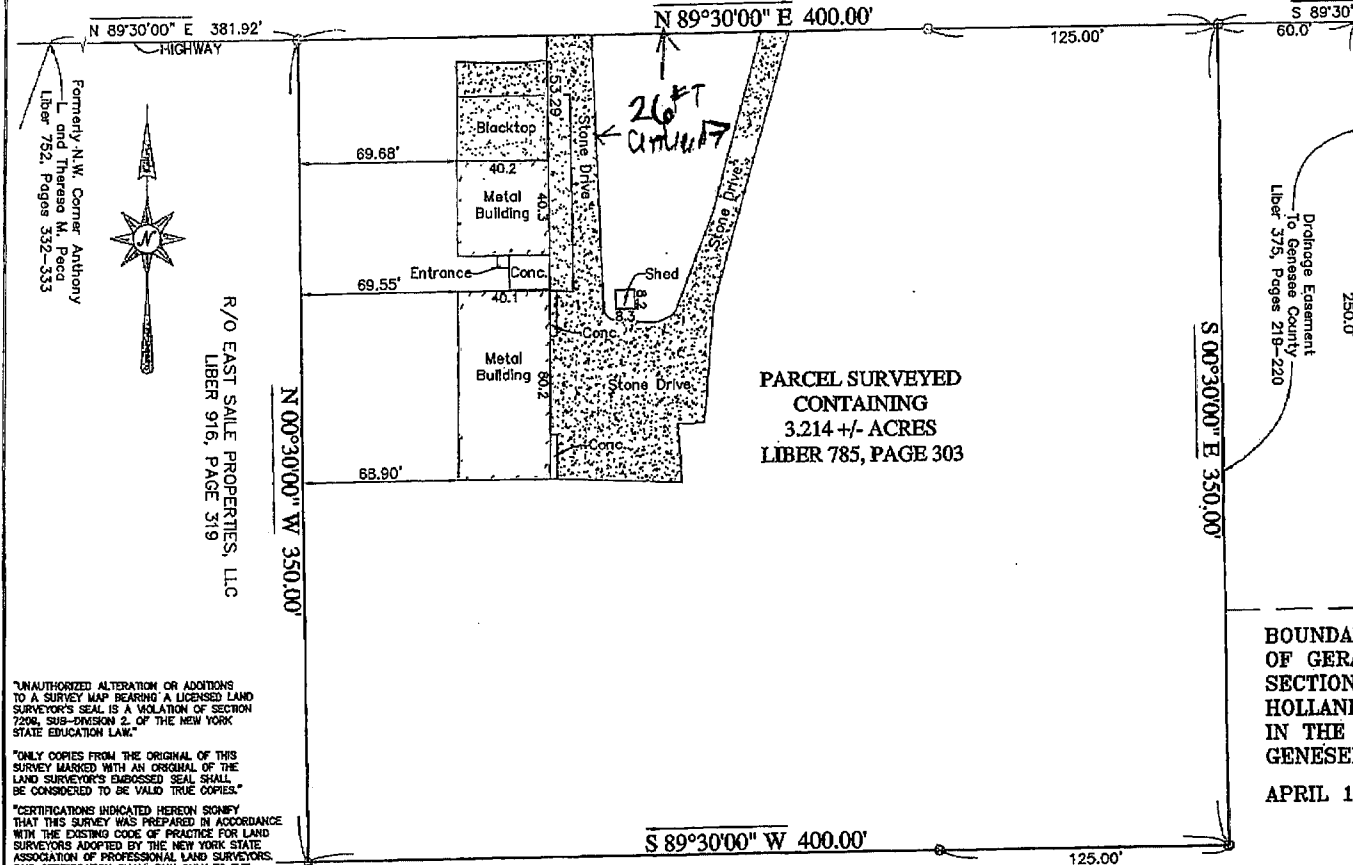 N 89°30'00" E 381.92'
HIGHWAY
N 89°30'00" E 400.00'
125.00'
S 89°30'
60.0'
Formerly N.W. Corner Anthony
L. and Theresa M. Peca
Liber 752, Pages 332-333
N
R/O EAST SAILE PROPERTIES, LLC
LIBER 916, PAGE 319
N 00°30'00" W 350.00'
69.68'
69.55'
68.90'
Blacktop
40.2
Metal
Building
40.3
53.29'
Stone Drive
Entrance
Conc.
40.1
Metal
Building
80.2
Conc.
Conc.
Stone Drive
Shed
8.2
8.3
Stone Drive
26 FT
PARCEL SURVEYED
CONTAINING
3.214 +/- ACRES
LIBER 785, PAGE 303
S 00°30'00" E 350.00'
Drainage Easement
To Genesee County
Liber 375, Pages 219-220
250.0'
"UNAUTHORIZED ALTERATION OR ADDITIONS
TO A SURVEY MAP BEARING A LICENSED LAND
SURVEYOR'S SEAL IS A VIOLATION OF SECTION
7209, SUB-DIVISION 2, OF THE NEW YORK
STATE EDUCATION LAW."
"ONLY COPIES FROM THE ORIGINAL OF THIS
SURVEY MARKED WITH AN ORIGINAL OF THE
LAND SURVEYOR'S EMBOSSED SEAL SHALL
BE CONSIDERED TO BE VALID TRUE COPIES."
"CERTIFICATIONS INDICATED HEREON SIGNIFY
THAT THIS SURVEY WAS PREPARED IN ACCORDANCE
WITH THE EXISTING CODE OF PRACTICE FOR LAND
SURVEYORS ADOPTED BY THE NEW YORK STATE
ASSOCIATION OF PROFESSIONAL LAND SURVEYORS.
S 89°30'00" W 400.00'
125.00'
BOUNDA
OF GERA
SECTION
HOLLAND
IN THE
GENESEE
APRIL 1